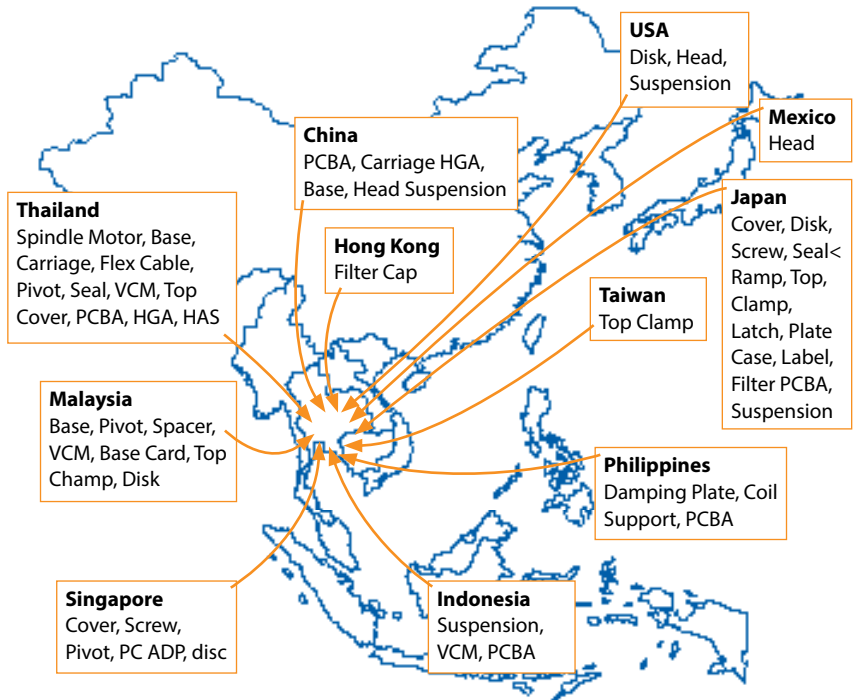 USA
Disk, Head,
Suspension
Mexico
Head
China
PCBA, Carriage HGA,
Base, Head Suspension
Japan
Cover, Disk,
Screw, Seal<
Ramp, Top,
Clamp,
Latch, Plate
Case, Label,
Filter PCBA,
Suspension
Thailand
Spindle Motor, Base,
Carriage, Flex Cable,
Pivot, Seal, VCM, Top
Cover, PCBA, HGA, HAS
Hong Kong
Filter Cap
Taiwan
Top Clamp
Malaysia
Base, Pivot, Spacer,
VCM, Base Card, Top
Champ, Disk
Philippines
Damping Plate, Coil
Support, PCBA
Singapore
Cover, Screw,
Pivot, PC ADP, disc
Indonesia
Suspension,
VCM, PCBA